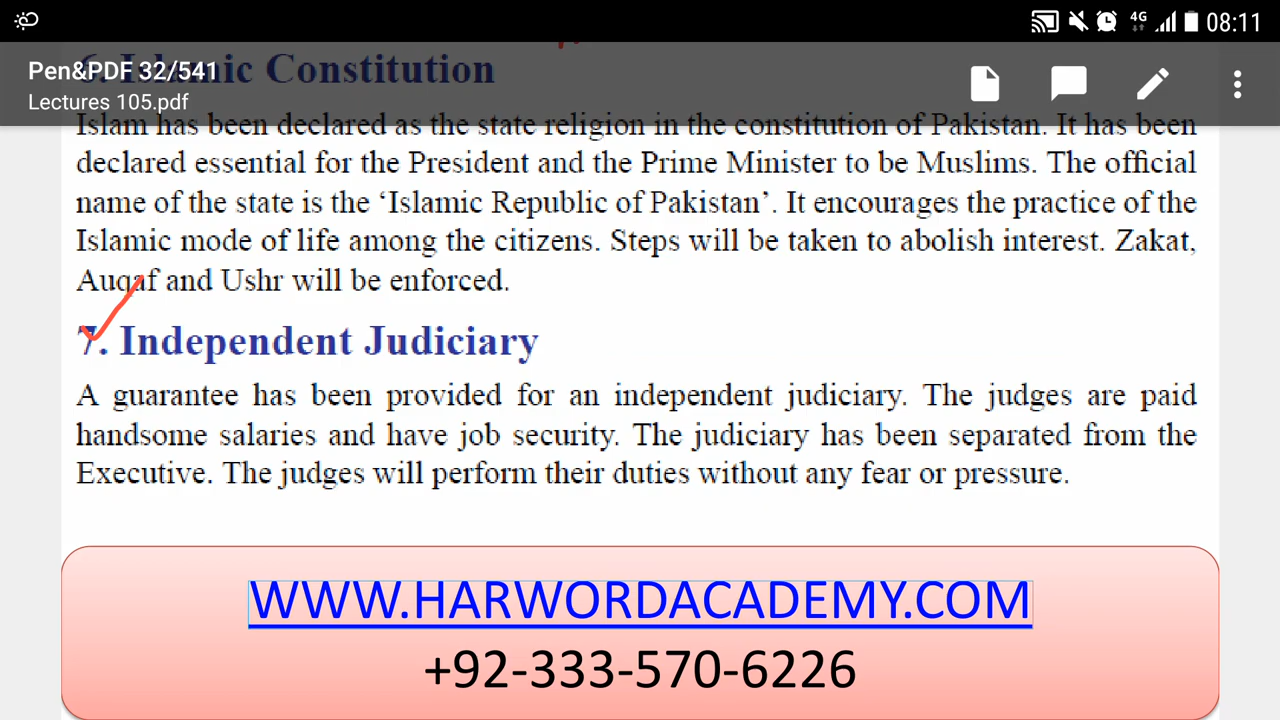 4G 08:11
6. Islamic Constitution
Pen&PDF 32/541
Lectures 105.pdf
Islam has been declared as the state religion in the constitution of Pakistan. It has been
declared essential for the President and the Prime Minister to be Muslims. The official
name of the state is the ‘Islamic Republic of Pakistan’. It encourages the practice of the
Islamic mode of life among the citizens. Steps will be taken to abolish interest. Zakat,
Auqaf and Ushr will be enforced.
7. Independent Judiciary
A guarantee has been provided for an independent judiciary. The judges are paid
handsome salaries and have job security. The judiciary has been separated from the
Executive. The judges will perform their duties without any fear or pressure.
WWW.HARWORDACADEMY.COM
+92-333-570-6226